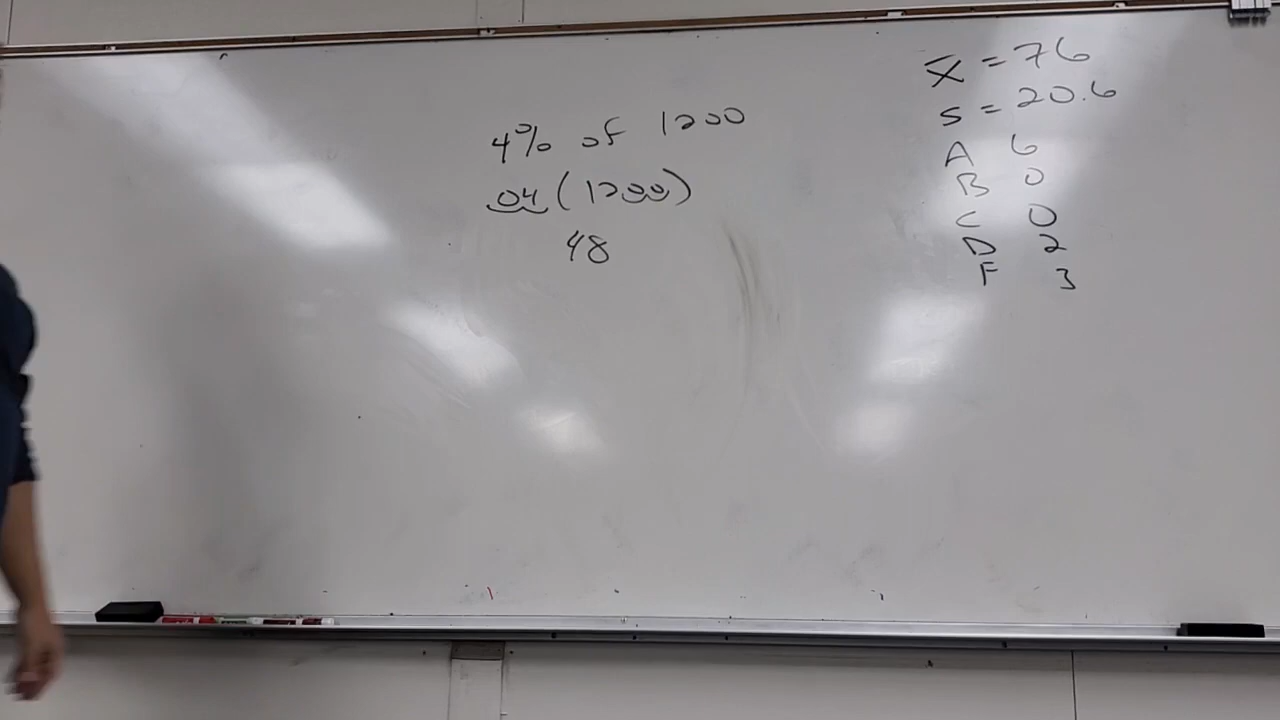 4% of 1200
.04(1200)
48
x̄ = 76
s = 20.6
A 6
B 0
C 0
D 2
F 3